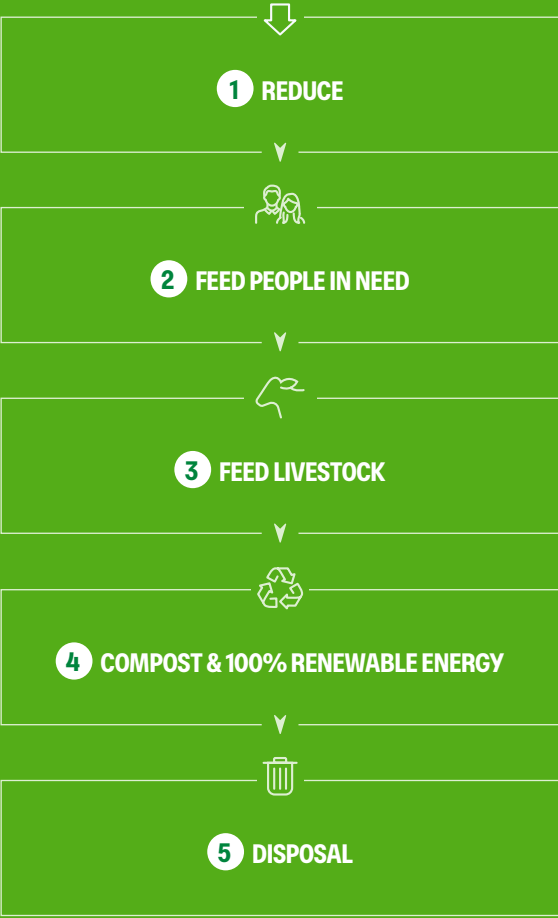 1 REDUCE
2 FEED PEOPLE IN NEED
3 FEED LIVESTOCK
4 COMPOST & 100% RENEWABLE ENERGY
5 DISPOSAL